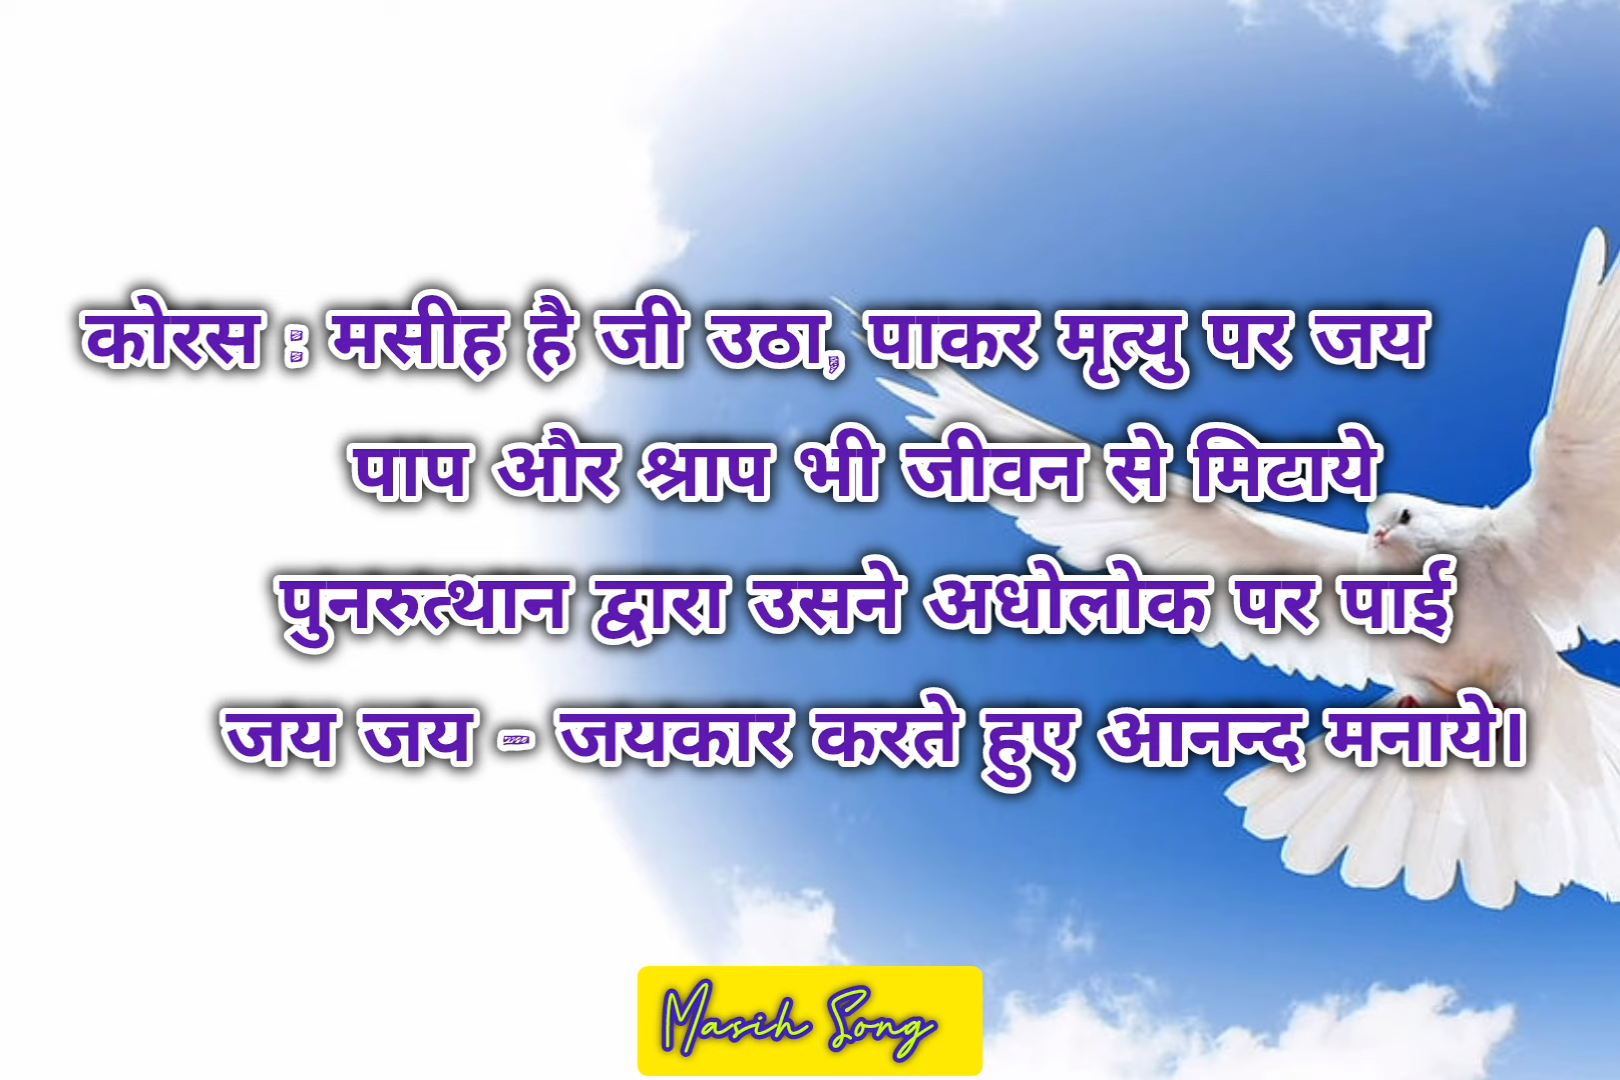 कोरस : मसीह है जी उठा, पाकर मृत्यु पर जय
पाप और श्राप भी जीवन से मिटाये
पुनरुत्थान द्वारा उसने अधोलोक पर पाई
जय जय - जयकार करते हुए आनन्द मनाये।
Masih Song